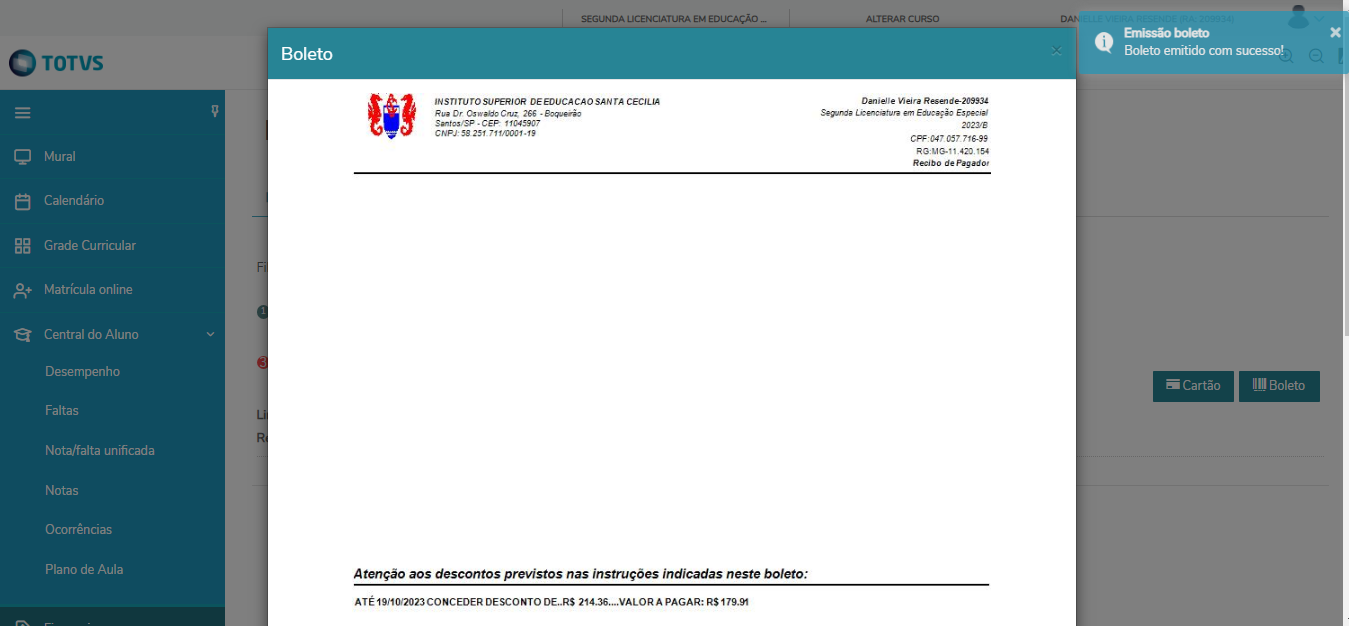 SEGUNDA LICENCIATURA EM EDUCAÇÃO ...
ALTERAR CURSO
DANIELLE VIEIRA RESENDE (RA: 209934)
Emissão boleto
Boleto emitido com sucesso!
TOTVS
Boleto
INSTITUTO SUPERIOR DE EDUCACAO SANTA CECILIA
Rua Dr. Oswaldo Cruz, 266 - Boqueirão
Santos/SP - CEP: 11045907
CNPJ: 58.251.711/0001-19
Danielle Vieira Resende-209934
Segunda Licenciatura em Educação Especial
2023/B
CPF:047.057.716-99
RG:MG-11.420.154
Recibo de Pagador
Mural
Calendário
Grade Curricular
Matrícula online
Central do Aluno
Desempenho
Faltas
Nota/falta unificada
Notas
Ocorrências
Plano de Aula
1
3
Cartão
Boleto
Atenção aos descontos previstos nas instruções indicadas neste boleto:
ATÉ 19/10/2023 CONCEDER DESCONTO DE..R$ 214.36....VALOR A PAGAR: R$ 179.91